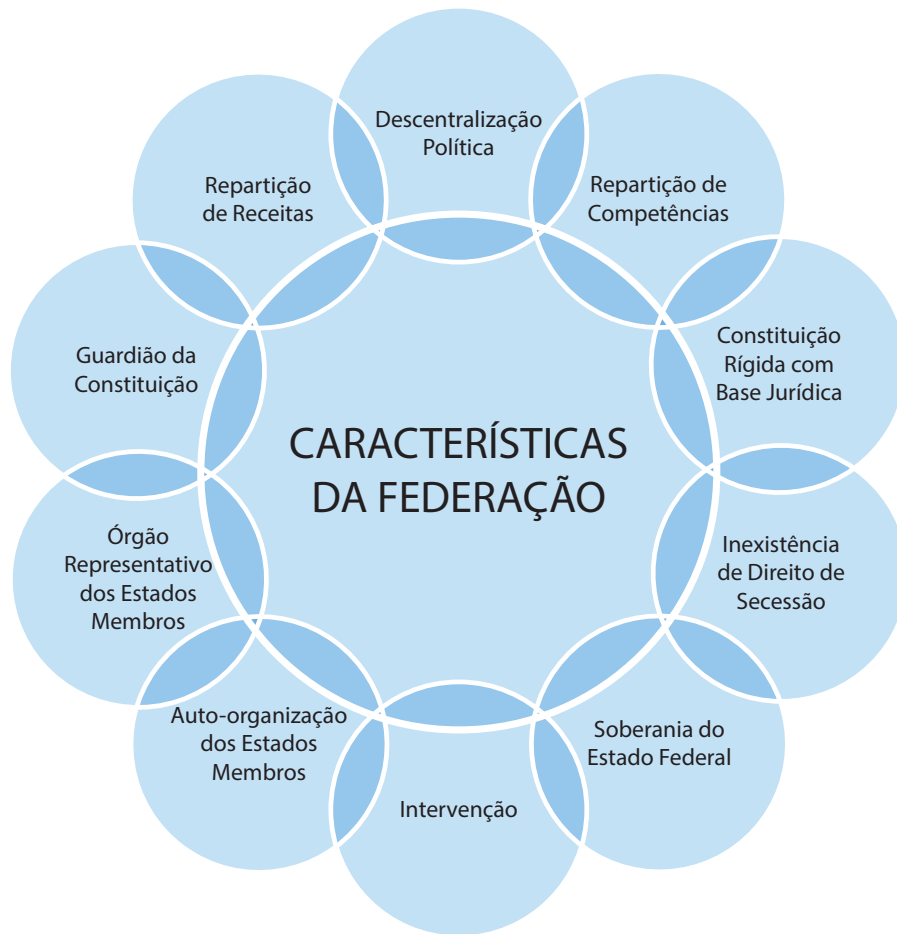 Descentralização
Política
Repartição de
Competências
Constituição
Rígida com
Base Jurídica
Inexistência
de Direito de
Secessão
Soberania do
Estado Federal
Intervenção
Auto-organização
dos Estados
Membros
Órgão
Representativo
dos Estados
Membros
Guardião da
Constituição
Repartição
de Receitas
CARACTERÍSTICAS
DA FEDERAÇÃO